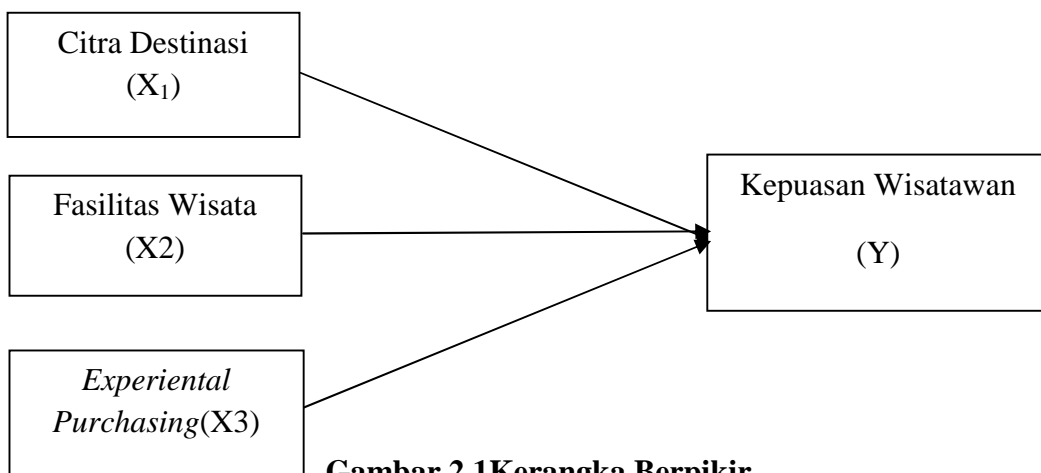 Citra Destinasi
(X₁)
Fasilitas Wisata
(X2)
Experiental
Purchasing(X3)
Kepuasan Wisatawan
(Y)
Gambar 2.1Kerangka Berpikir